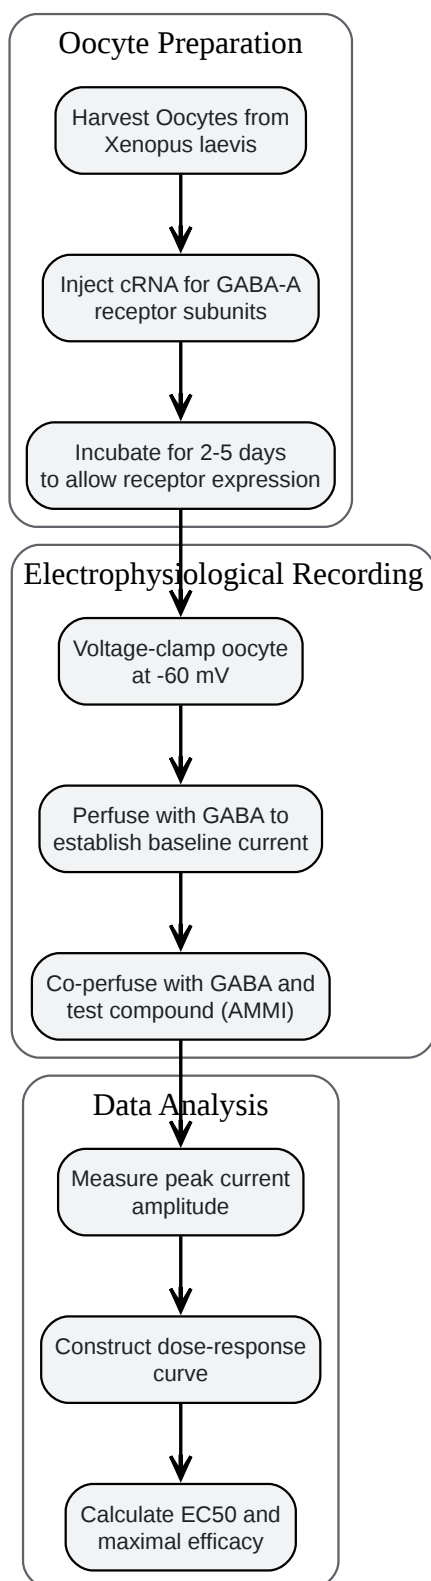 Oocyte Preparation
Harvest Oocytes from
Xenopus laevis
Inject cRNA for GABA-A
receptor subunits
Incubate for 2-5 days
to allow receptor expression
Electrophysiological Recording
Voltage-clamp oocyte
at -60 mV
Perfuse with GABA to
establish baseline current
Co-perfuse with GABA and
test compound (AMMI)
Data Analysis
Measure peak current
amplitude
Construct dose-response
curve
Calculate EC50 and
maximal efficacy